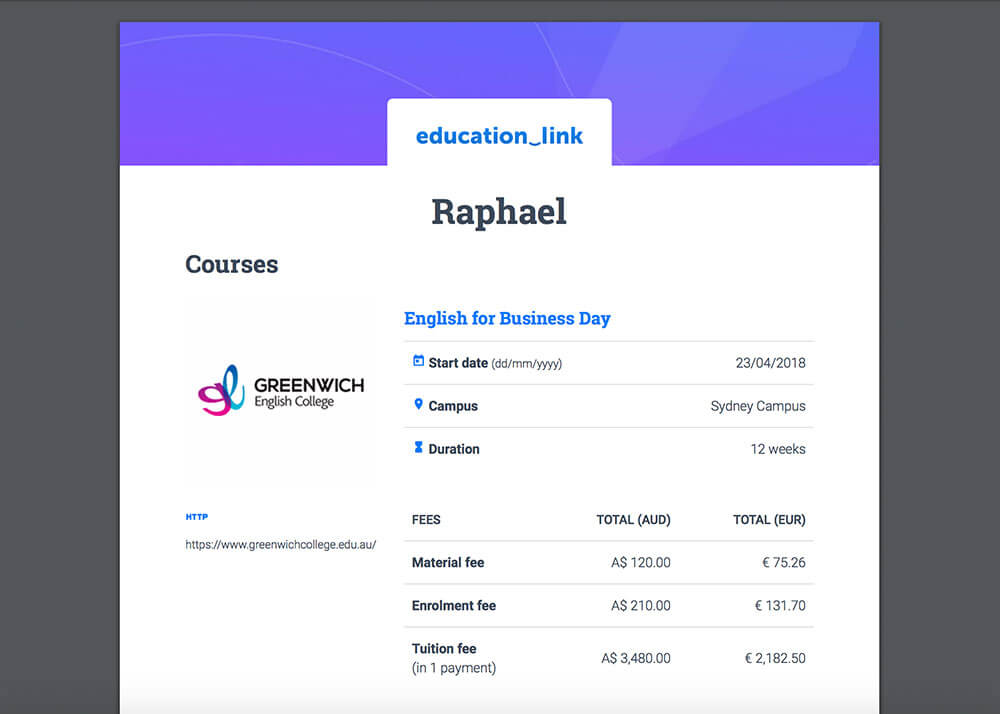 education_link
Raphael
Courses
GREENWICH
English College
English for Business Day
Start date (dd/mm/yyyy) 23/04/2018
Campus Sydney Campus
Duration 12 weeks
HTTP
https://www.greenwichcollege.edu.au/
FEES TOTAL (AUD) TOTAL (EUR)
Material fee A$ 120.00 € 75.26
Enrolment fee A$ 210.00 € 131.70
Tuition fee A$ 3,480.00 € 2,182.50
(in 1 payment)